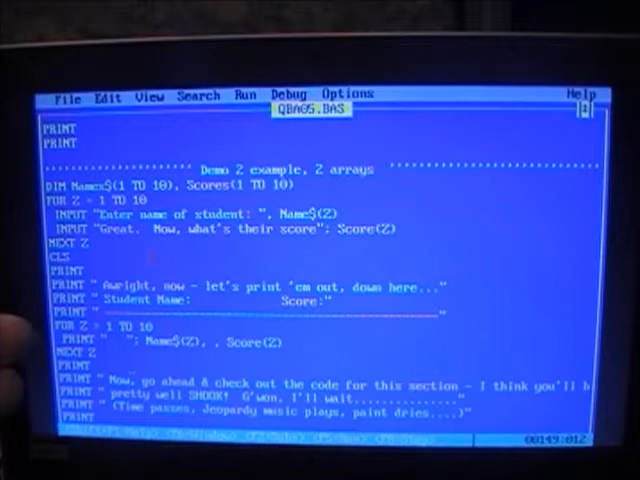 File Edit View Search Run Debug Options Help
QBA05.BAS
PRINT
PRINT
' Demo 2 example, 2 arrays
DIM Names$(1 TO 10), Scores(1 TO 10)
FOR Z = 1 TO 10
INPUT "Enter name of student: ", Name$(Z)
INPUT "Great. Now, what's their score"; Score(Z)
NEXT Z
CLS
PRINT
PRINT " Awright, now - let's print 'em out, down here..."
PRINT " Student Name: Score:"
PRINT " "
FOR Z = 1 TO 10
PRINT " "; Name$(Z), , Score(Z)
NEXT Z
PRINT
PRINT " Now, go ahead & check out the code for this section - I think you'll b
PRINT " pretty well SHOOK! G'won, I'll wait..............."
PRINT " (Time passes, Jeopardy music plays, paint dries....)"
PRINT
00149:012